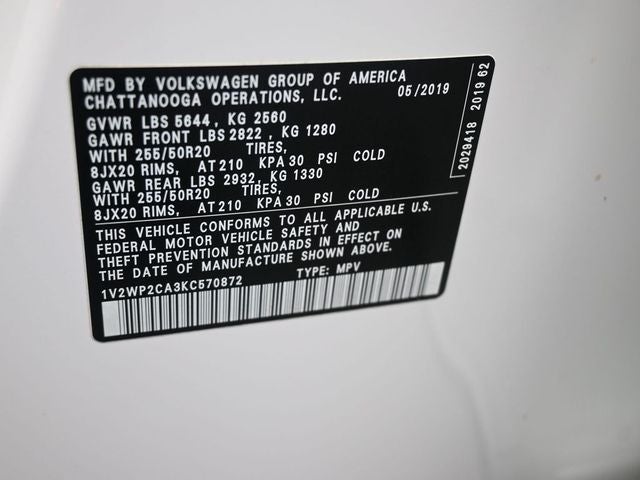 MFD BY VOLKSWAGEN GROUP OF AMERICA
CHATTANOOGA OPERATIONS, LLC. 05/2019
GVWR LBS 5644, KG 2560
GAWR FRONT LBS 2822, KG 1280
WITH 255/50R20 TIRES,
8JX20 RIMS, AT 210 KPA 30 PSI COLD
GAWR REAR LBS 2932, KG 1330
WITH 255/50R20 TIRES,
8JX20 RIMS, AT 210 KPA 30 PSI COLD
THIS VEHICLE CONFORMS TO ALL APPLICABLE U.S.
FEDERAL MOTOR VEHICLE SAFETY AND
THEFT PREVENTION STANDARDS IN EFFECT ON
THE DATE OF MANUFACTURE SHOWN ABOVE.
1V2WP2CA3KC570872 TYPE: MPV
2029418 2019 62